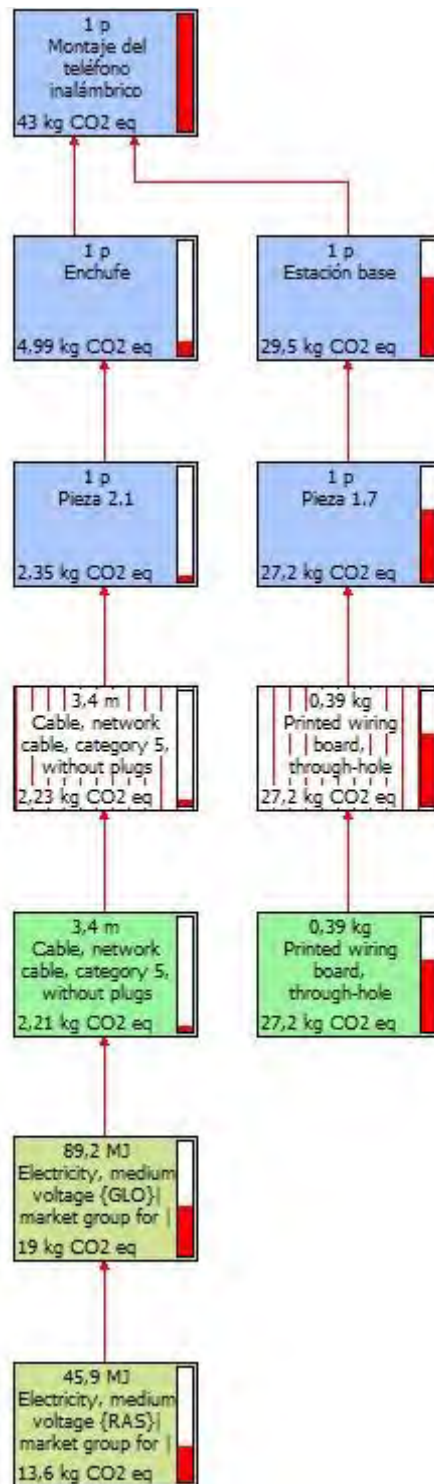 1 p
Montaje del
teléfono
inalámbrico
43 kg CO2 eq
1 p
Enchufe
4,99 kg CO2 eq
1 p
Estación base
29,5 kg CO2 eq
1 p
Pieza 2.1
2,35 kg CO2 eq
1 p
Pieza 1.7
27,2 kg CO2 eq
3,4 m
Cable, network
cable, category 5,
without plugs
2,23 kg CO2 eq
0,39 kg
Printed wiring
board,
through-hole
27,2 kg CO2 eq
3,4 m
Cable, network
cable, category 5,
without plugs
2,21 kg CO2 eq
0,39 kg
Printed wiring
board,
through-hole
27,2 kg CO2 eq
89,2 MJ
Electricity, medium
voltage {GLO}|
market group for |
19 kg CO2 eq
45,9 MJ
Electricity, medium
voltage {RAS}|
market group for |
13,6 kg CO2 eq